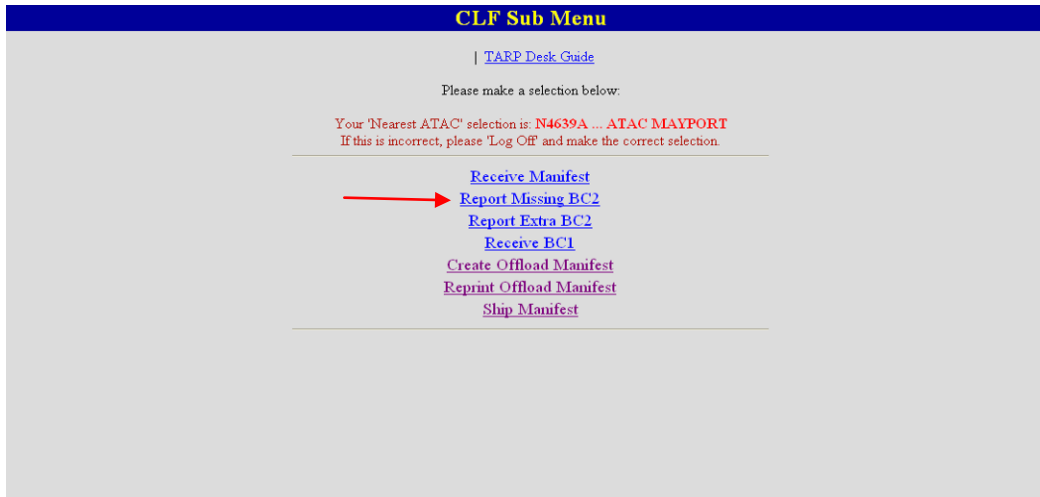 CLF Sub Menu
| TARP Desk Guide
Please make a selection below:
Your 'Nearest ATAC' selection is: N4639A ... ATAC MAYPORT
If this is incorrect, please 'Log Off' and make the correct selection.
Receive Manifest
Report Missing BC2
Report Extra BC2
Receive BC1
Create Offload Manifest
Reprint Offload Manifest
Ship Manifest